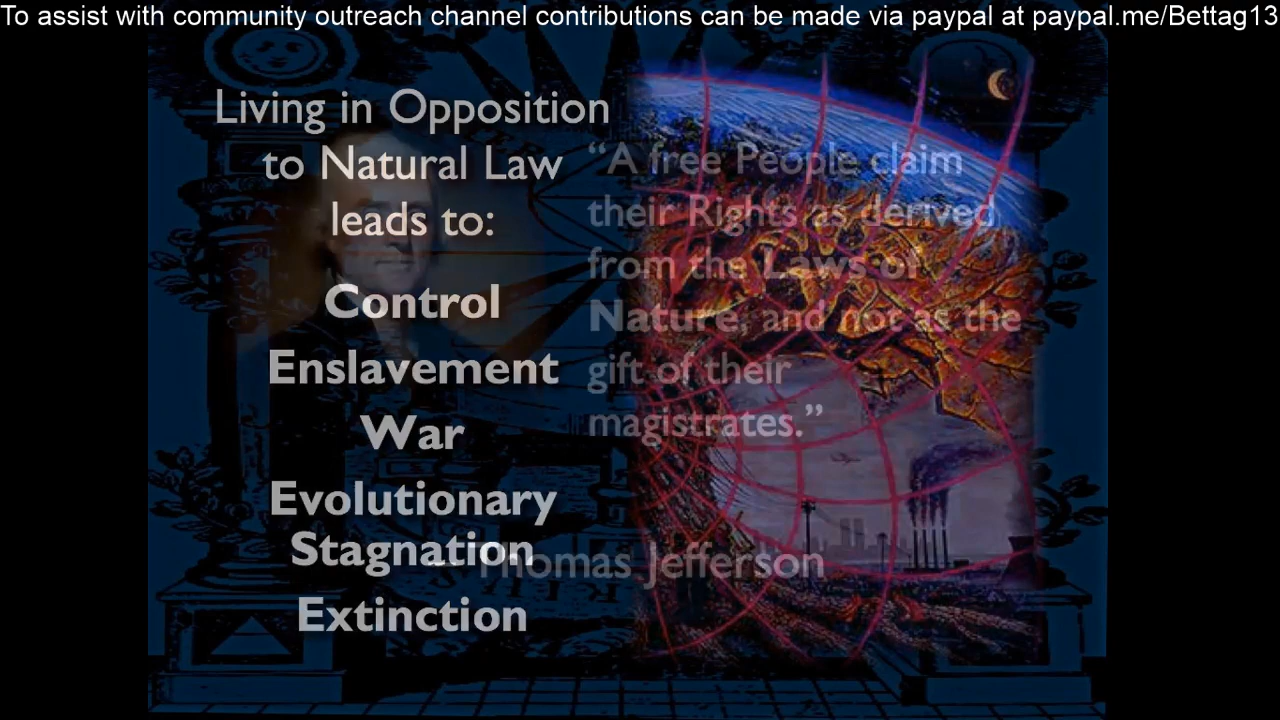 To assist with community outreach channel contributions can be made via paypal at paypal.me/Bettag13
Living in Opposition
to Natural Law
leads to:
Control
Enslavement
War
Evolutionary
Stagnation
Extinction
“A free People claim
their Rights as derived
from the Laws of
Nature, and not as the
gift of their
magistrates.”
Thomas Jefferson